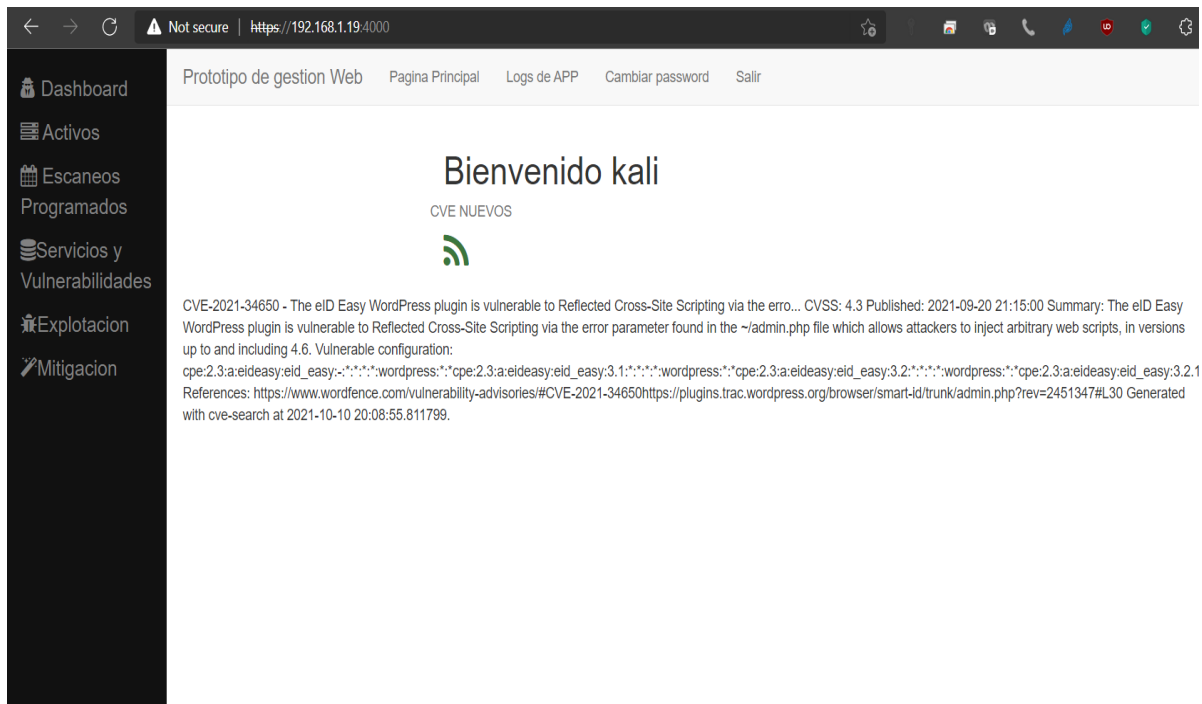 Not secure | https://192.168.1.19:4000
Prototipo de gestion Web Pagina Principal Logs de APP Cambiar password Salir
Dashboard
Activos
Escaneos
Programados
Servicios y
Vulnerabilidades
Explotacion
Mitigacion
Bienvenido kali
CVE NUEVOS
CVE-2021-34650 - The eID Easy WordPress plugin is vulnerable to Reflected Cross-Site Scripting via the erro... CVSS: 4.3 Published: 2021-09-20 21:15:00 Summary: The eID Easy
WordPress plugin is vulnerable to Reflected Cross-Site Scripting via the error parameter found in the ~/admin.php file which allows attackers to inject arbitrary web scripts, in versions
up to and including 4.6. Vulnerable configuration:
cpe:2.3:a:eideasy:eid_easy:-:*:*:*:*:wordpress:*:*cpe:2.3:a:eideasy:eid_easy:3.1:*:*:*:*:wordpress:*:*cpe:2.3:a:eideasy:eid_easy:3.2:*:*:*:*:wordpress:*:*cpe:2.3:a:eideasy:eid_easy:3.2.1
References: https://www.wordfence.com/vulnerability-advisories/#CVE-2021-34650https://plugins.trac.wordpress.org/browser/smart-id/trunk/admin.php?rev=2451347#L30 Generated
with cve-search at 2021-10-10 20:08:55.811799.